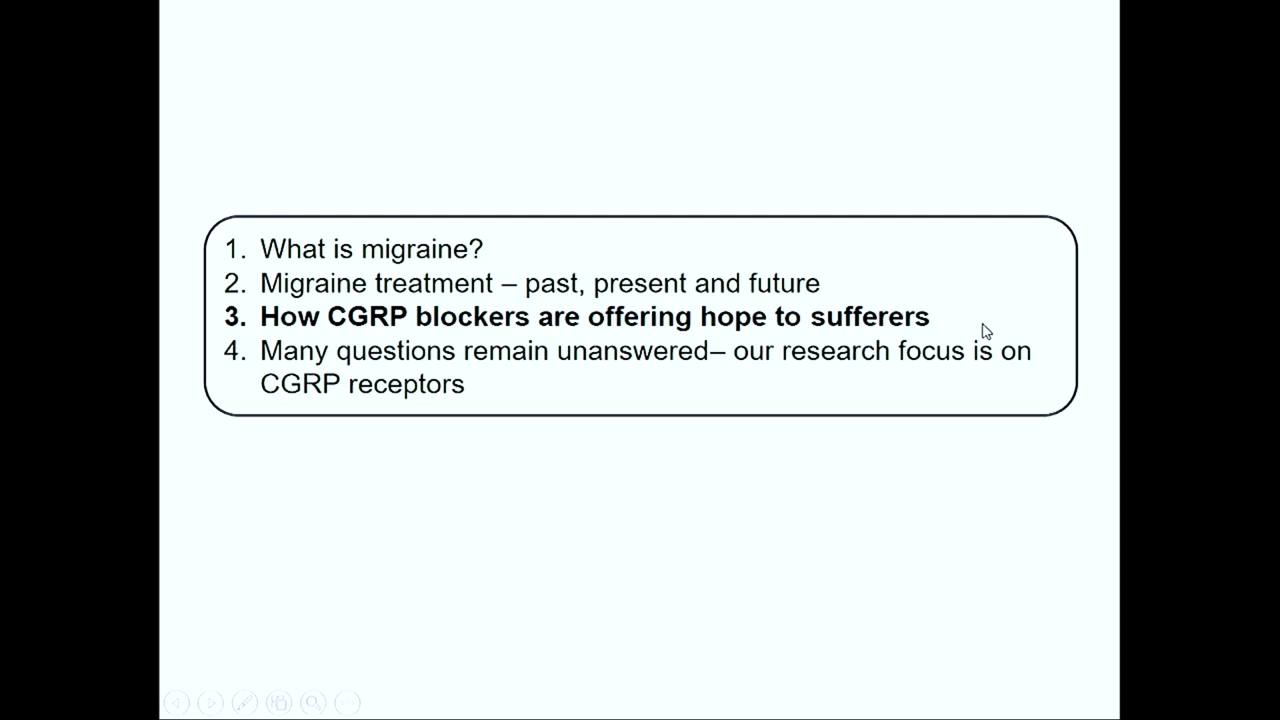 1. What is migraine?
2. Migraine treatment – past, present and future
3. How CGRP blockers are offering hope to sufferers
4. Many questions remain unanswered– our research focus is on
CGRP receptors